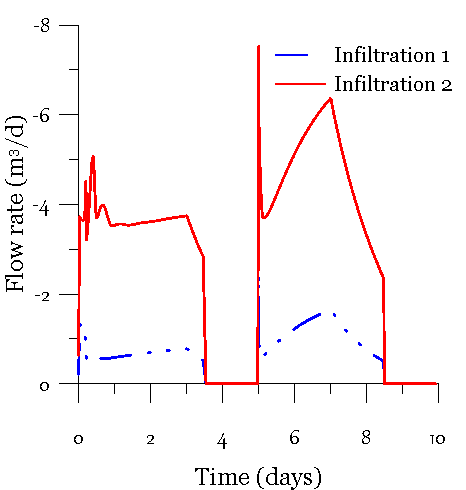 -8
Infiltration 1
Infiltration 2
-6
-4
-2
0
Flow rate (m³/d)
0 2 4 6 8 10
Time (days)